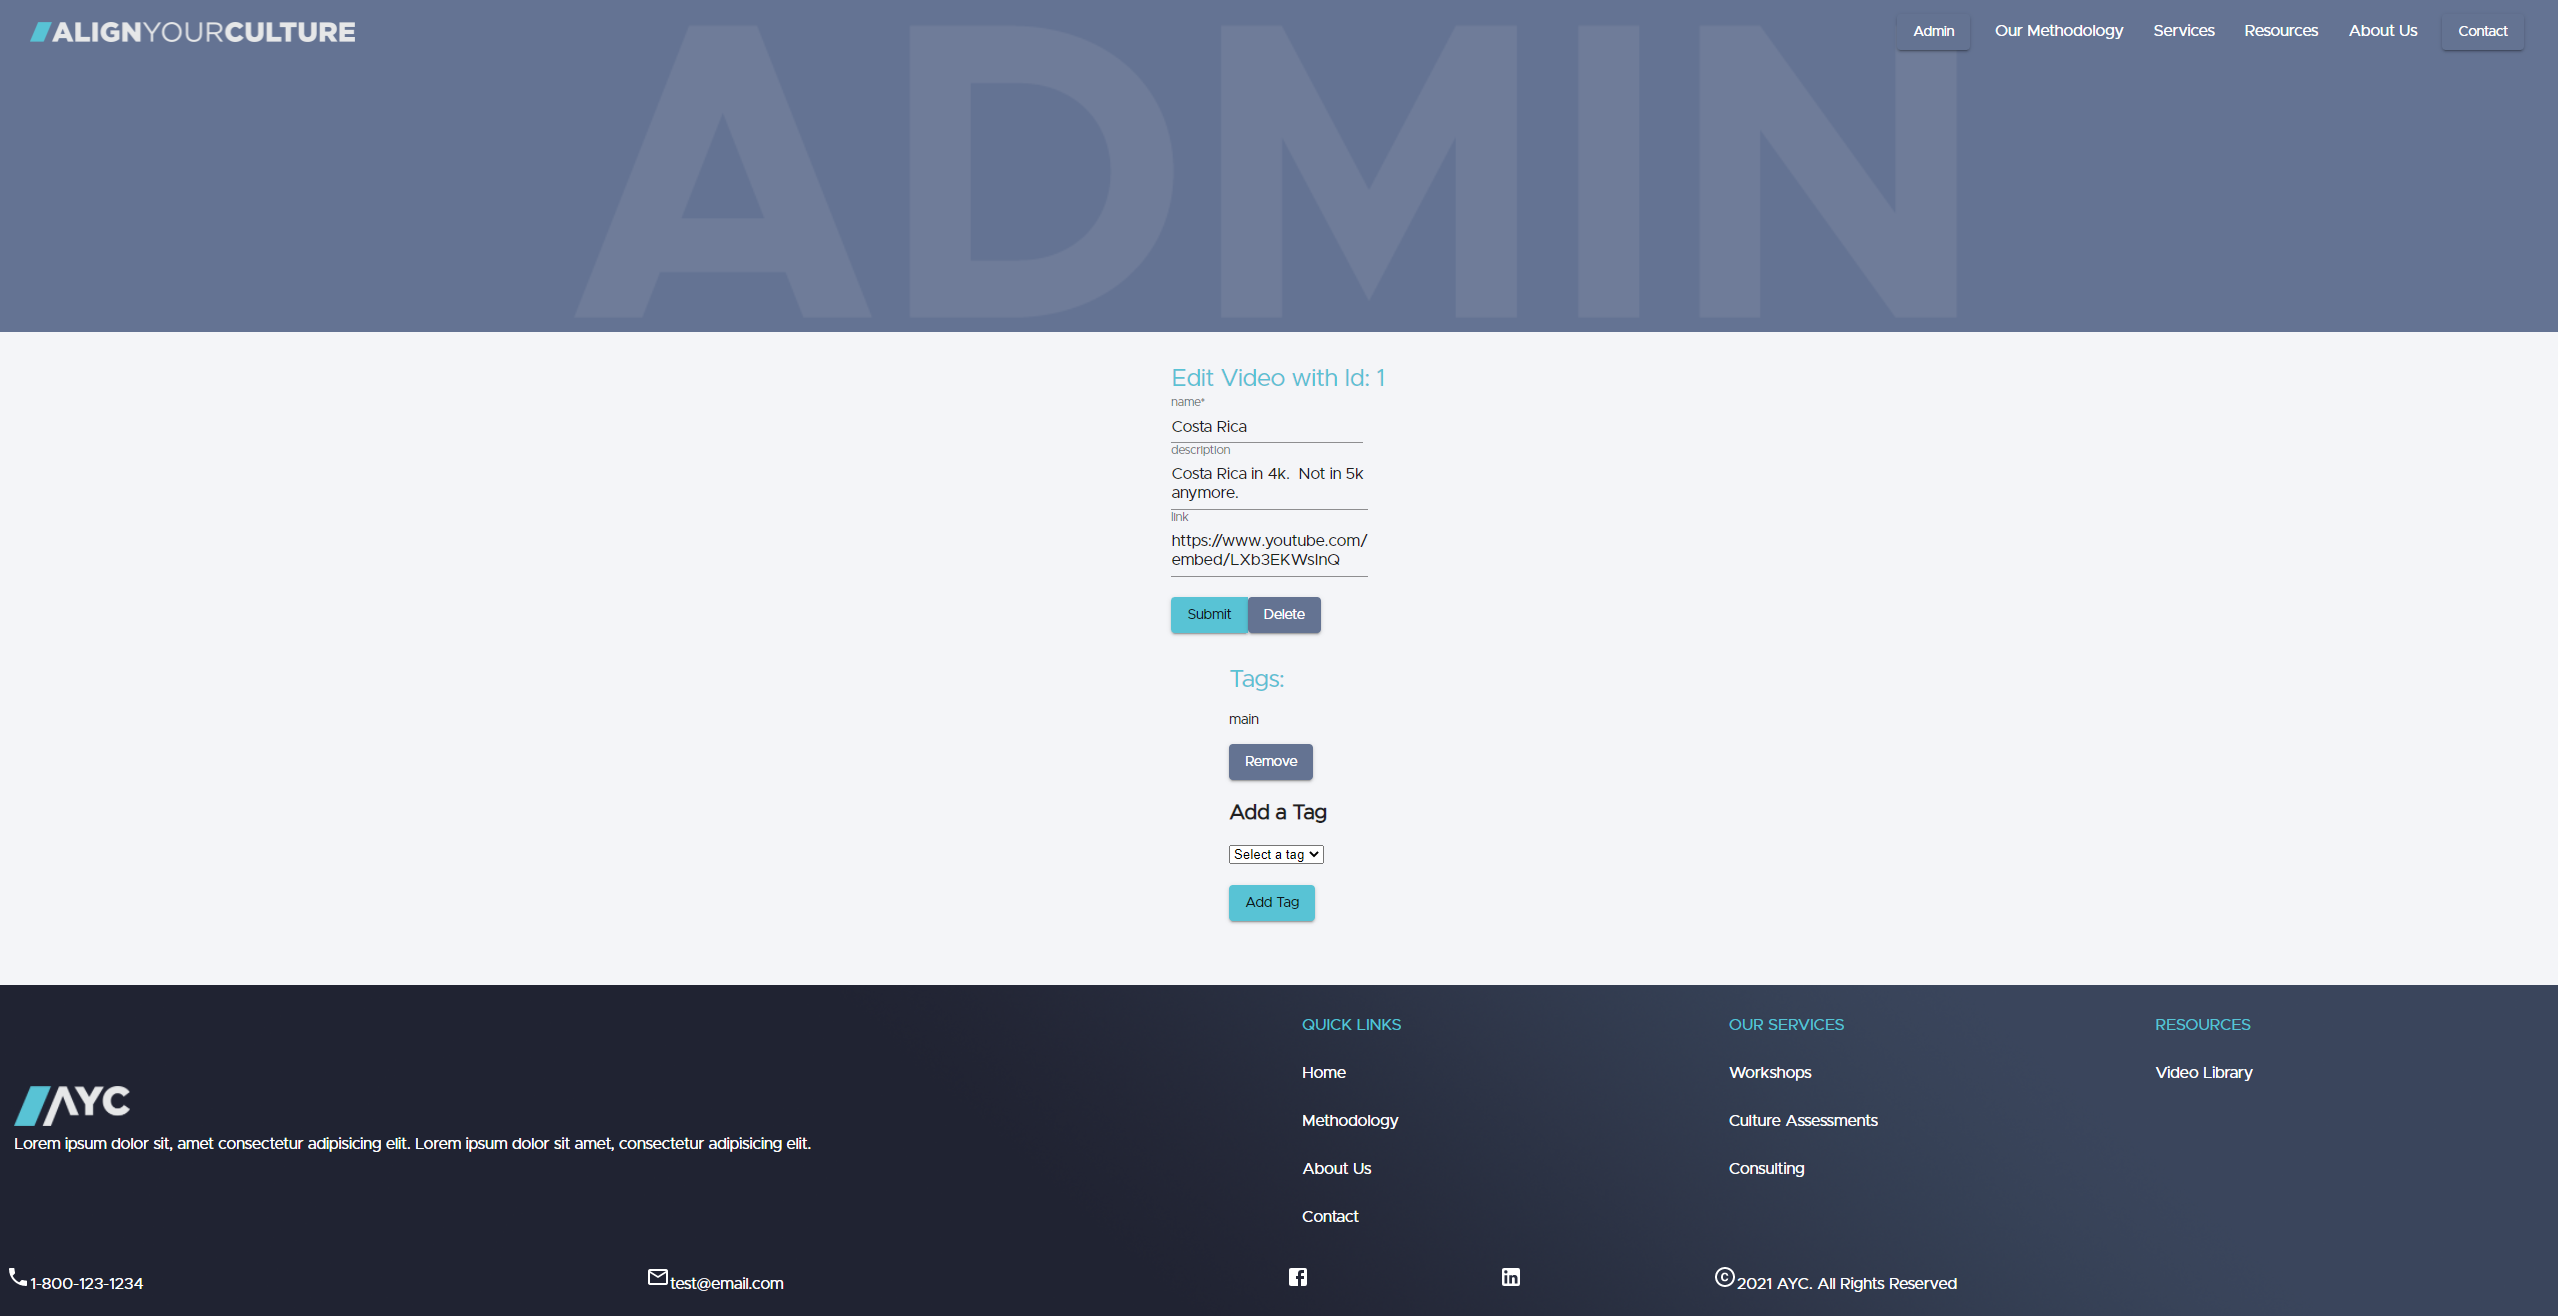 ALIGNYOURCULTURE
Admin
Our Methodology
Services
Resources
About Us
Contact
ADMIN
Edit Video with Id: 1
name*
Costa Rica
description
Costa Rica in 4k.  Not in 5k
anymore.
link
https://www.youtube.com/
embed/LXb3EKWsInQ
Submit
Delete
Tags:
main
Remove
Add a Tag
Select a tag
Add Tag
AYC
Lorem ipsum dolor sit, amet consectetur adipisicing elit. Lorem ipsum dolor sit amet, consectetur adipisicing elit.
QUICK LINKS
Home
Methodology
About Us
Contact
OUR SERVICES
Workshops
Culture Assessments
Consulting
RESOURCES
Video Library
1-800-123-1234
test@email.com
© 2021 AYC. All Rights Reserved